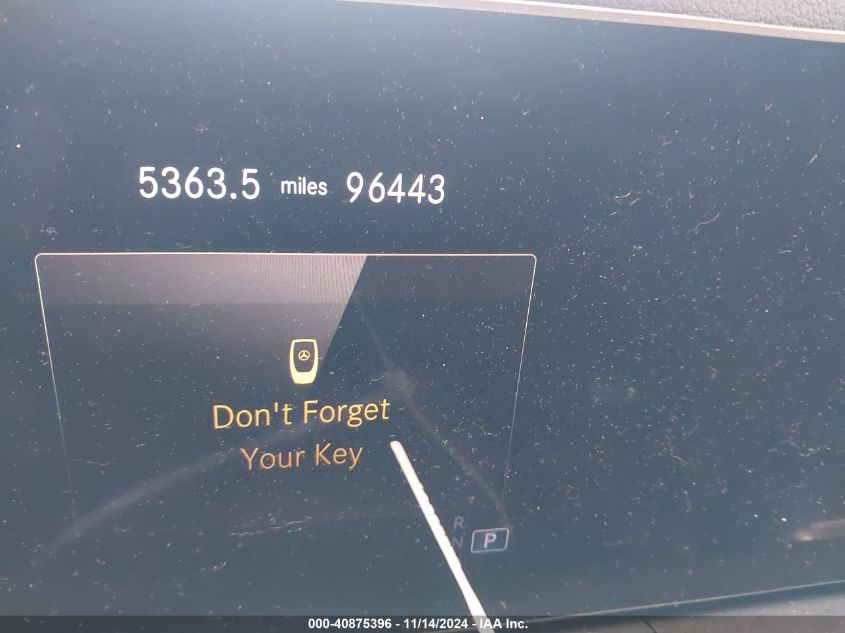 5363.5 miles 96443
Don't Forget
Your Key
R
N P
000-40875396 - 11/14/2024 - IAA Inc.